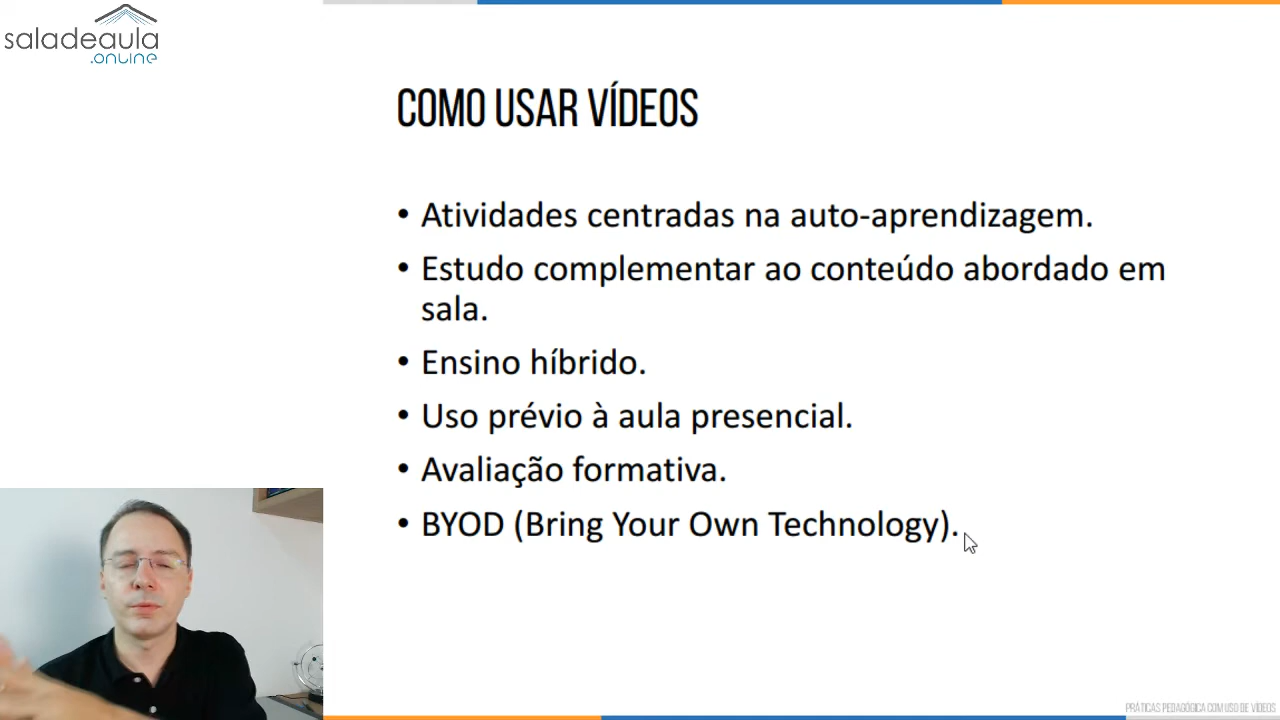 saladeaula
.online
COMO USAR VÍDEOS
• Atividades centradas na auto-aprendizagem.
• Estudo complementar ao conteúdo abordado em
sala.
• Ensino híbrido.
• Uso prévio à aula presencial.
• Avaliação formativa.
• BYOD (Bring Your Own Technology).
PRÁTICAS PEDAGÓGICA COM USO DE VÍDEOS